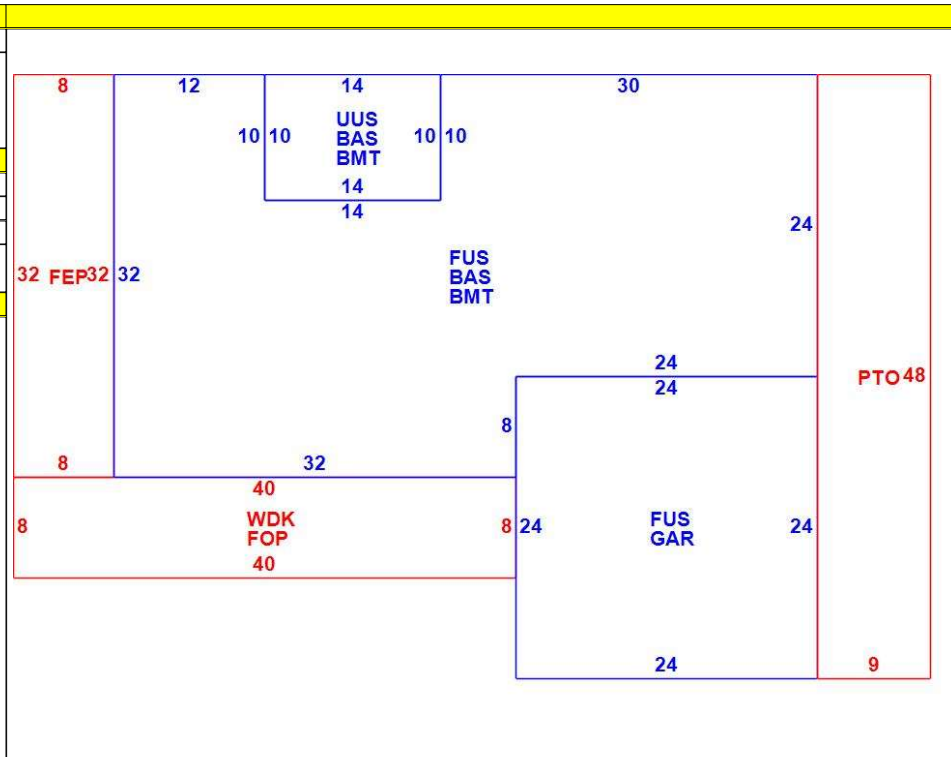 8 12 14 30
10 10 UUS 10 10
BAS
BMT
14
14
24
32 FEP 32 32
FUS
BAS
BMT
24
24
PTO 48
8
8 32
40
8 WDK 8 24 FUS 24
FOP GAR
40
24 9